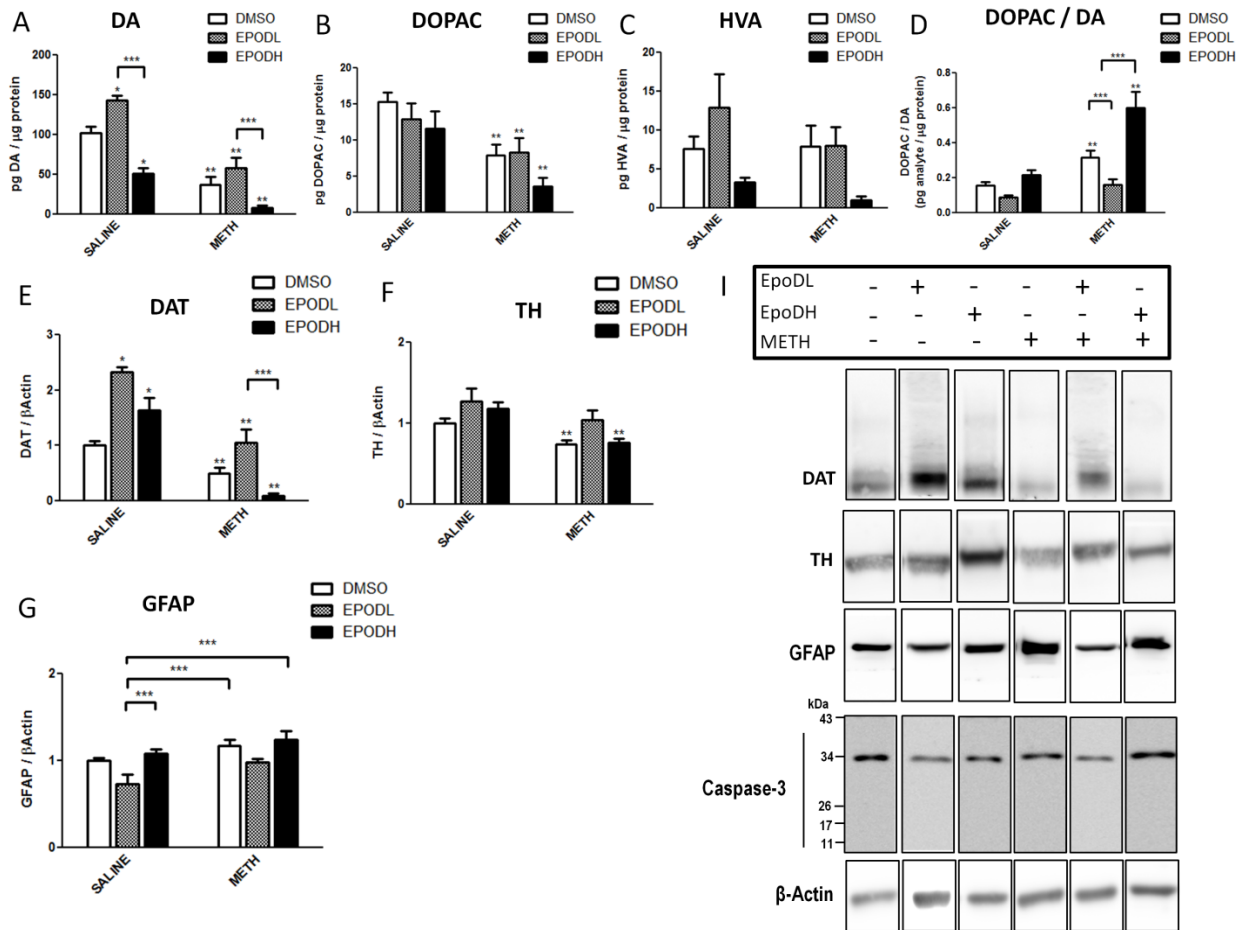 A
DA
DMSO
EPODL
EPODH
pg DA / µg protein
200
150
100
50
0
***
*
*
***
**
**
**
SALINE
METH
B
DOPAC
DMSO
EPODL
EPODH
pg DOPAC / µg protein
20
15
10
5
0
**
**
**
SALINE
METH
C
HVA
DMSO
EPODL
EPODH
pg HVA / µg protein
20
15
10
5
0
SALINE
METH
D
DOPAC / DA
DMSO
EPODL
EPODH
DOPAC / DA
(pg analyte / µg protein)
0.8
0.6
0.4
0.2
0.0
***
***
**
**
SALINE
METH
E
DAT
DMSO
EPODL
EPODH
DAT / βActin
3
2
1
0
*
*
***
**
**
**
SALINE
METH
F
TH
DMSO
EPODL
EPODH
TH / βActin
2
1
0
**
**
SALINE
METH
G
GFAP
DMSO
EPODL
EPODH
GFAP / βActin
2
1
0
***
***
***
SALINE
METH
I
EpoDL - + - - + -
EpoDH - - + - - +
METH - - - + + +
DAT
TH
GFAP
kDa
43
34
26
17
11
Caspase-3
β-Actin